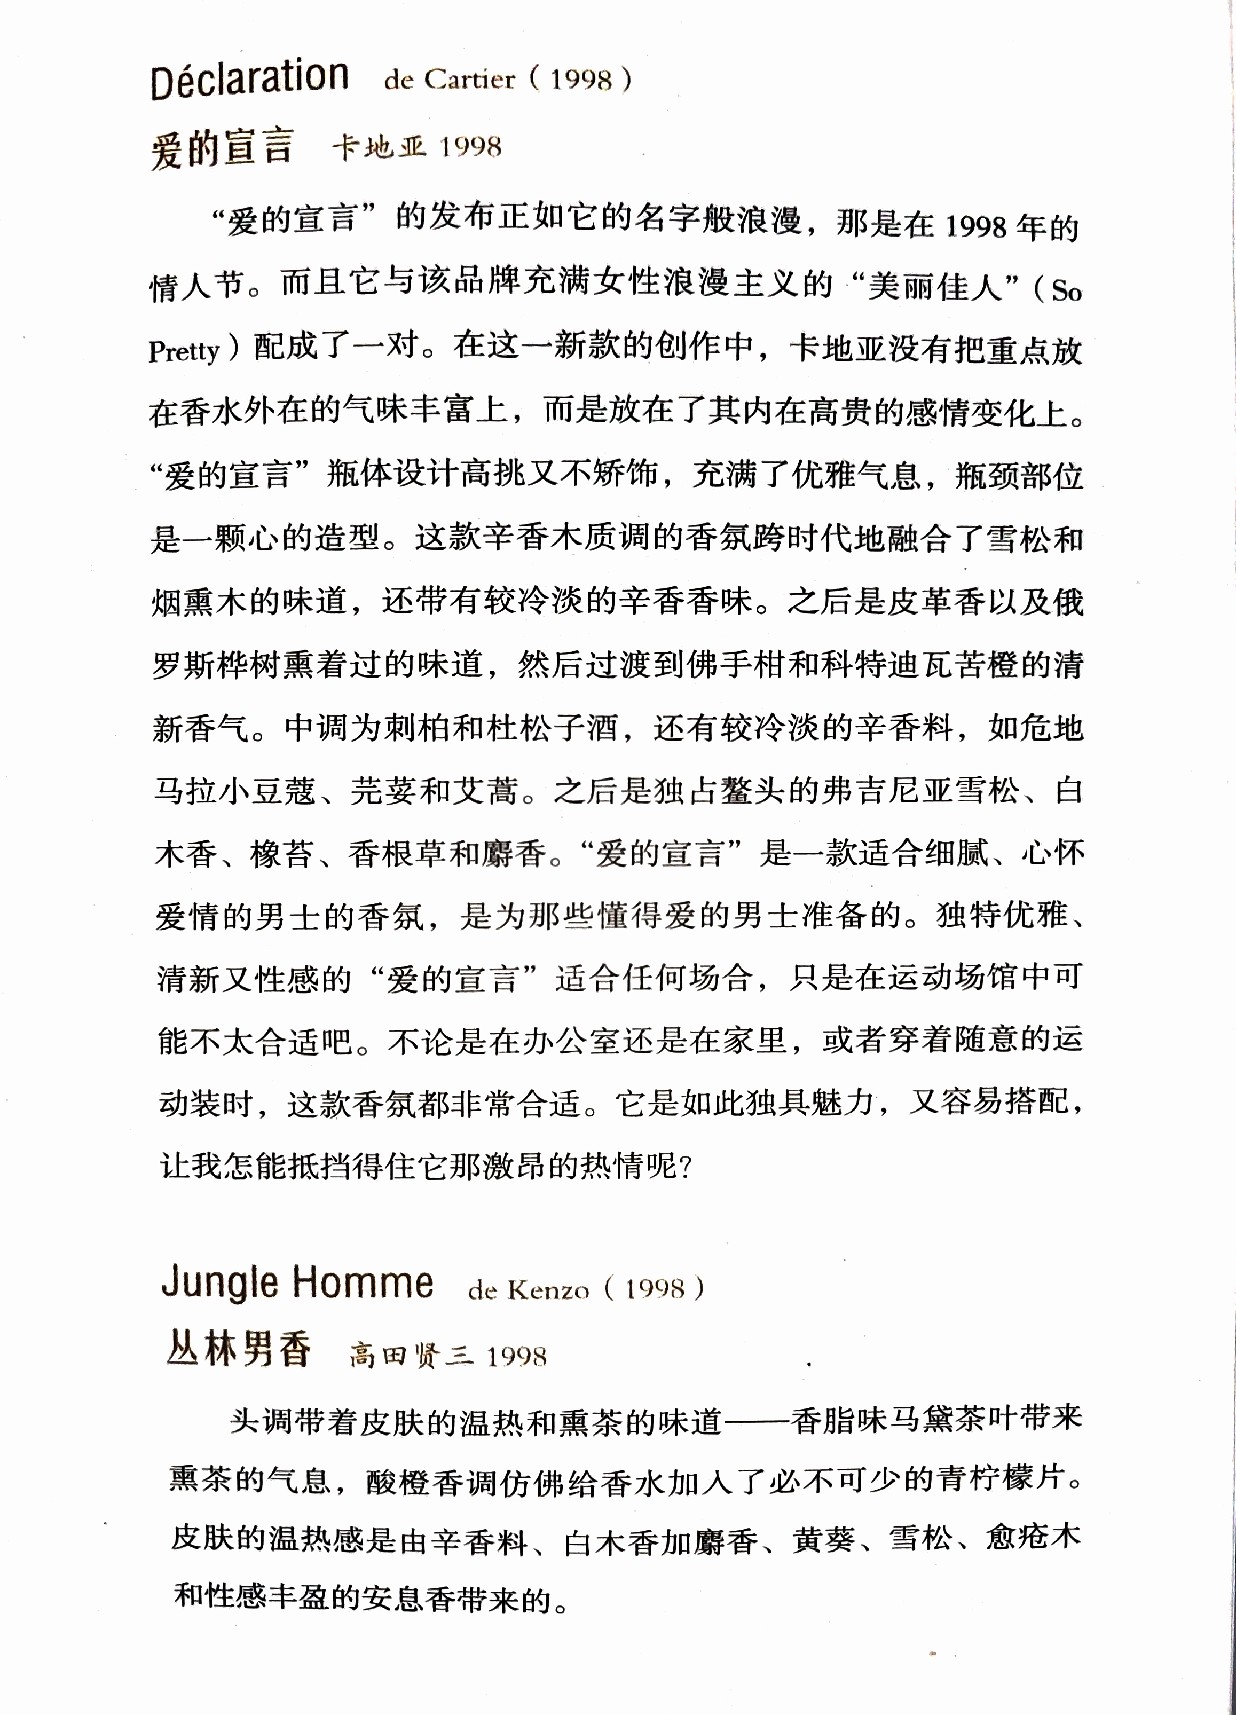 Déclaration de Cartier（1998）
爱的宣言 卡地亚 1998
“爱的宣言”的发布正如它的名字般浪漫，那是在 1998 年的
情人节。而且它与该品牌充满女性浪漫主义的“美丽佳人”（So
Pretty）配成了一对。在这一新款的创作中，卡地亚没有把重点放
在香水外在的气味丰富上，而是放在了其内在高贵的感情变化上。
“爱的宣言”瓶体设计高挑又不矫饰，充满了优雅气息，瓶颈部位
是一颗心的造型。这款辛香木质调的香氛跨时代地融合了雪松和
烟熏木的味道，还带有较冷淡的辛香香味。之后是皮革香以及俄
罗斯桦树熏着过的味道，然后过渡到佛手柑和科特迪瓦苦橙的清
新香气。中调为刺柏和杜松子酒，还有较冷淡的辛香料，如危地
马拉小豆蔻、芫荽和艾蒿。之后是独占鳌头的弗吉尼亚雪松、白
木香、橡苔、香根草和麝香。“爱的宣言”是一款适合细腻、心怀
爱情的男士的香氛，是为那些懂得爱的男士准备的。独特优雅、
清新又性感的“爱的宣言”适合任何场合，只是在运动场馆中可
能不太合适吧。不论是在办公室还是在家里，或者穿着随意的运
动装时，这款香氛都非常合适。它是如此独具魅力，又容易搭配，
让我怎能抵挡得住它那激昂的热情呢?
Jungle Homme de Kenzo（1998）
丛林男香 高田贤三 1998
头调带着皮肤的温热和熏茶的味道——香脂味马黛茶叶带来
熏茶的气息，酸橙香调仿佛给香水加入了必不可少的青柠檬片。
皮肤的温热感是由辛香料、白木香加麝香、黄葵、雪松、愈疮木
和性感丰盈的安息香带来的。